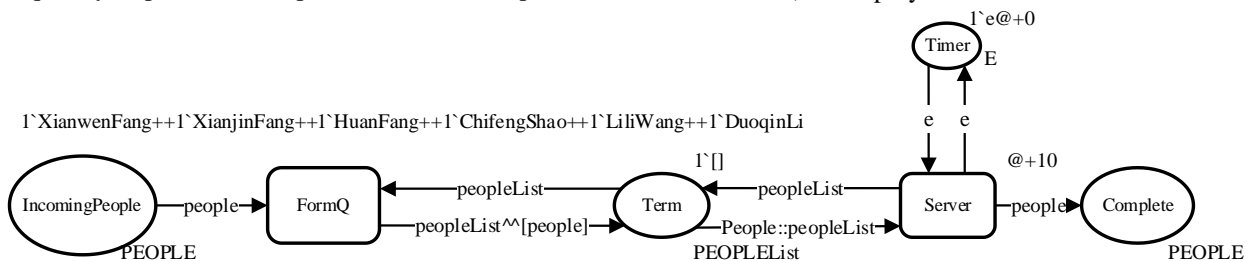 1`e@+0
Timer
E
1`XianwenFang++1`XianjinFang++1`HuanFang++1`ChifengShao++1`LiliWang++1`DuoqinLi
e e
1`[]
@+10
peopleList peopleList
IncomingPeople people FormQ Term Server people Complete
peopleList^^[people] People::peopleList
PEOPLE PEOPLEList PEOPLE